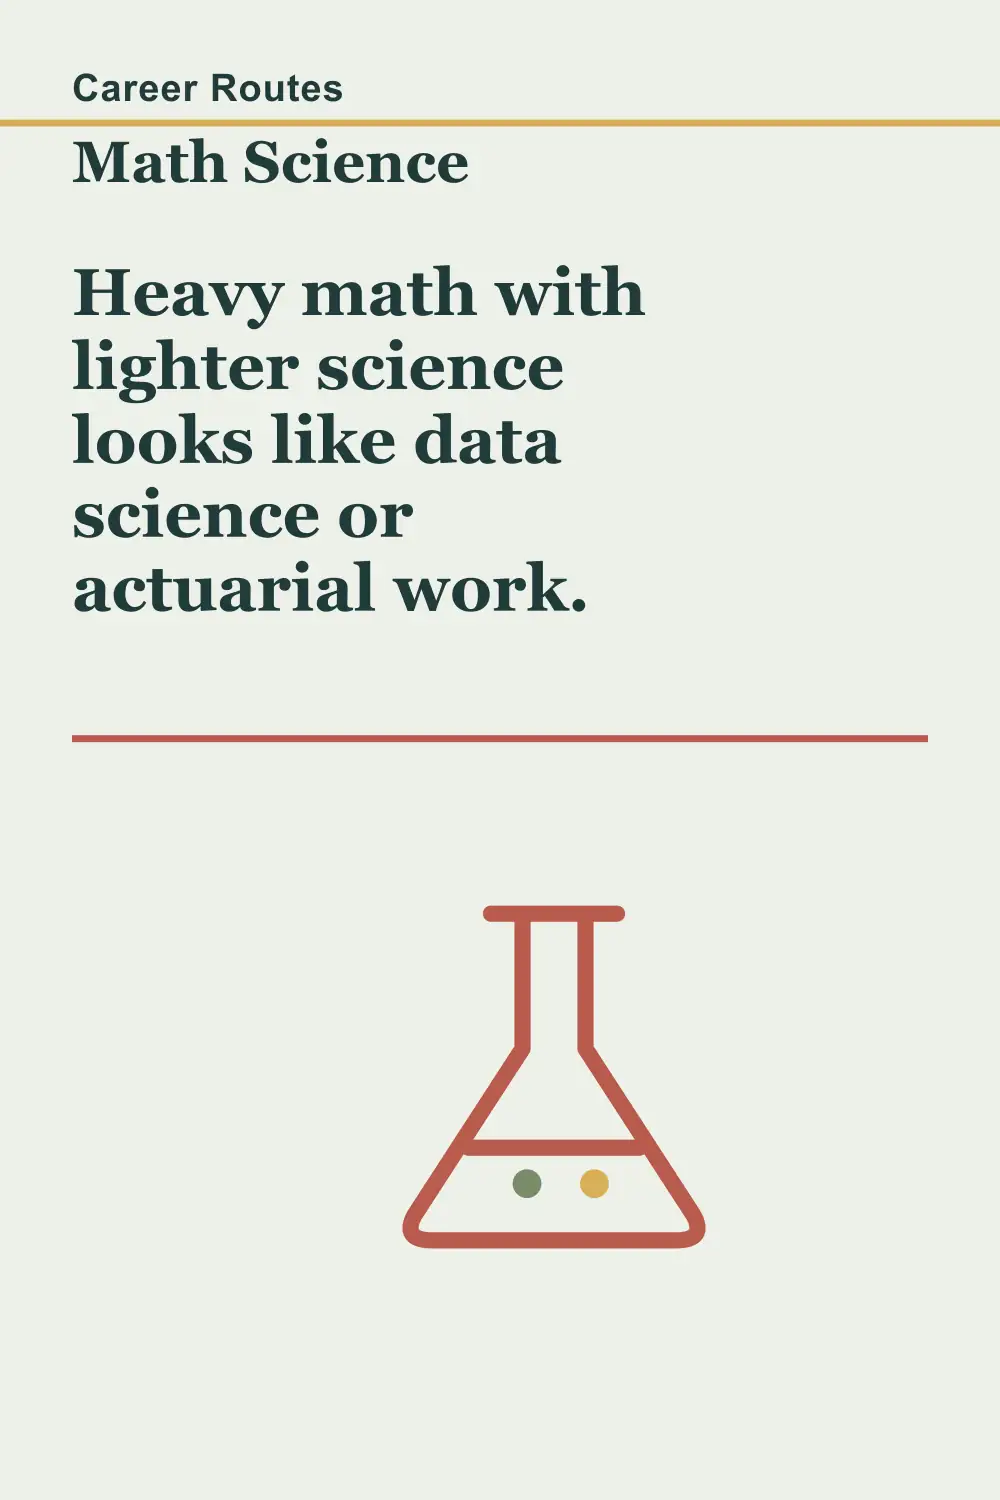 Career Routes
Math Science
Heavy math with
lighter science
looks like data
science or
actuarial work.